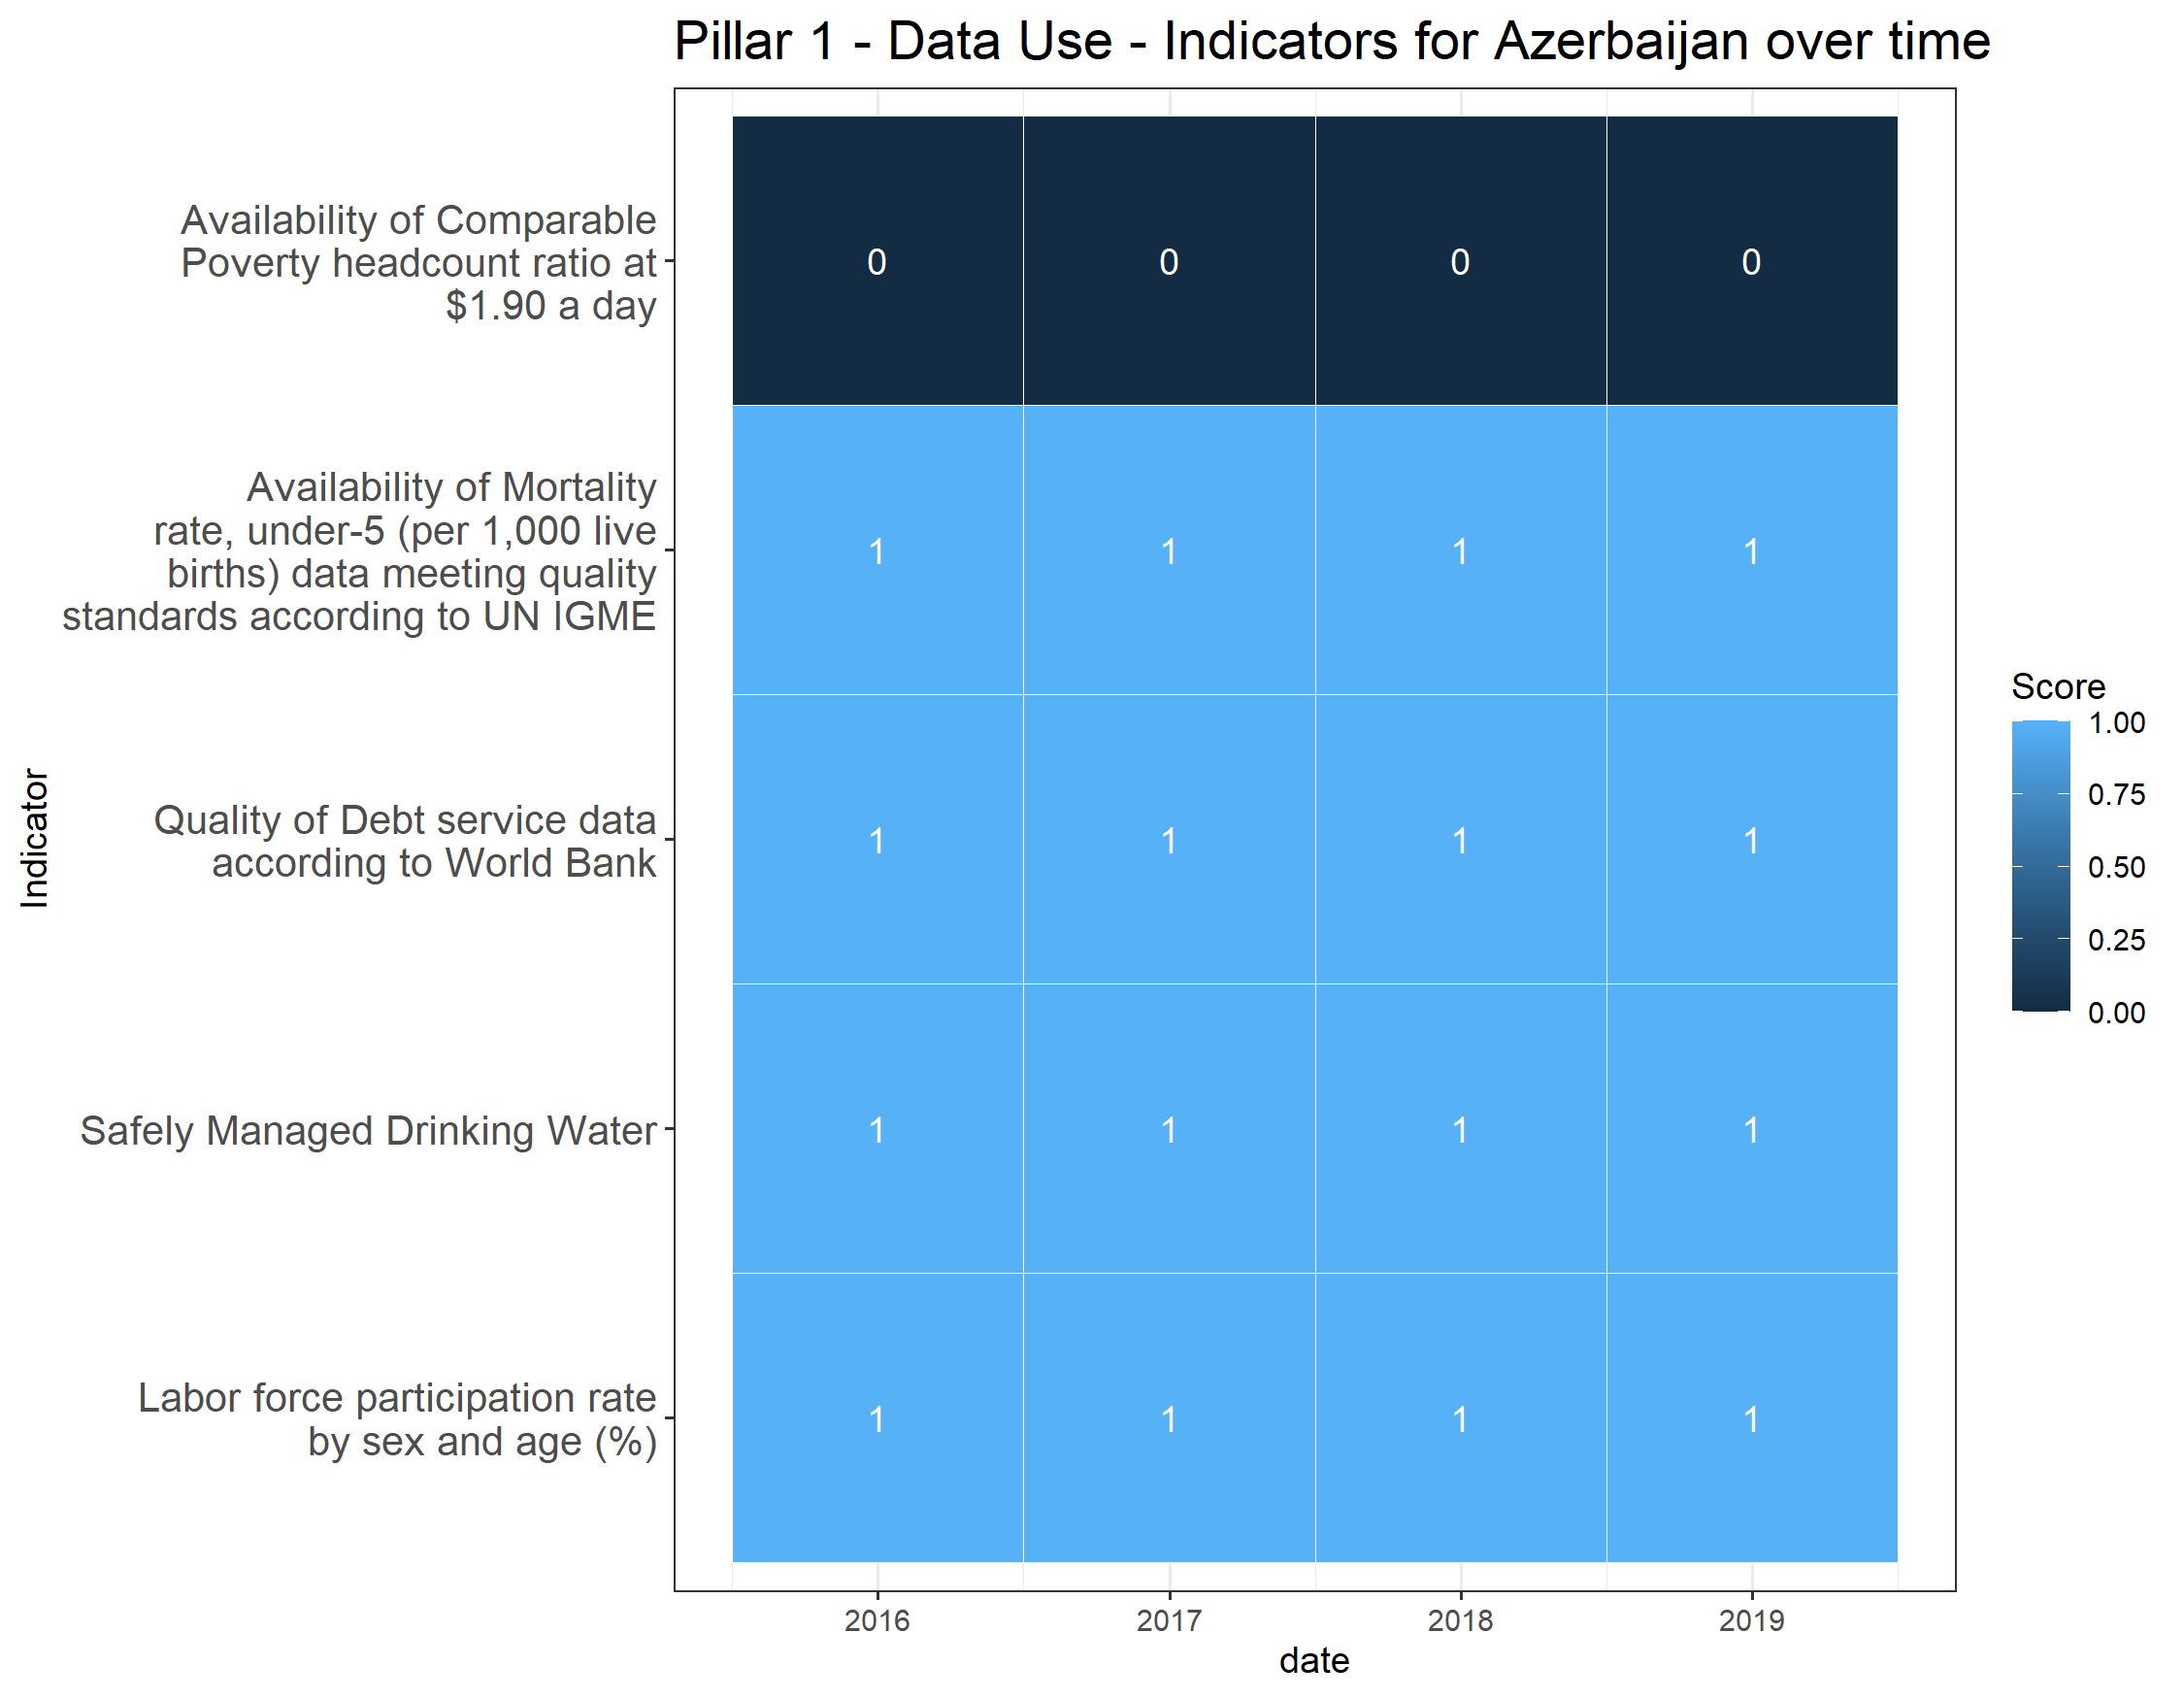 Pillar 1 - Data Use - Indicators for Azerbaijan over time
Indicator
Availability of Comparable
Poverty headcount ratio at
$1.90 a day
0 0 0 0
Availability of Mortality
rate, under-5 (per 1,000 live
births) data meeting quality
standards according to UN IGME
1 1 1 1
Quality of Debt service data
according to World Bank
1 1 1 1
Safely Managed Drinking Water
1 1 1 1
Labor force participation rate
by sex and age (%)
1 1 1 1
2016 2017 2018 2019
date
Score
1.00
0.75
0.50
0.25
0.00